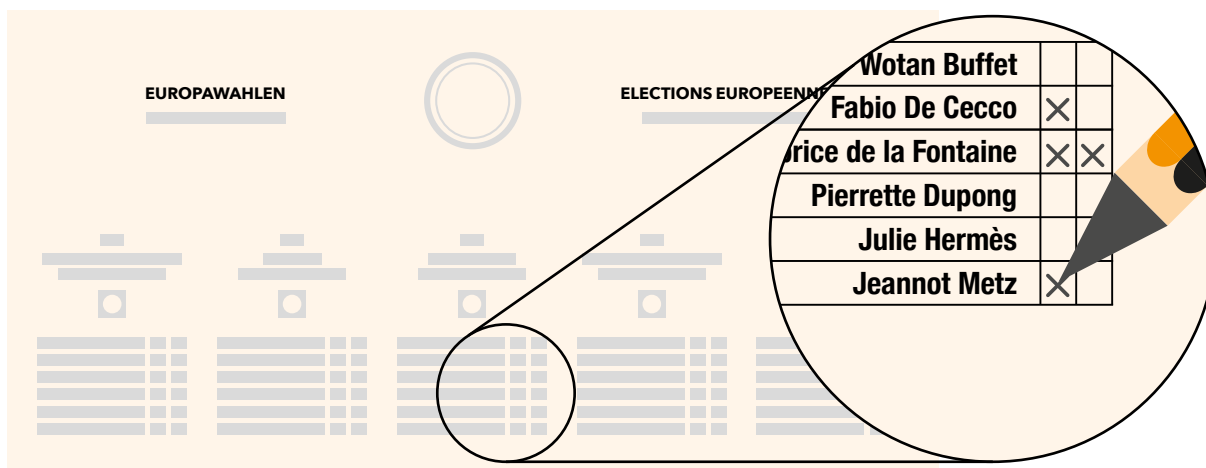 EUROPAWAHLEN
ELECTIONS EUROPEENN
Wotan Buffet
Fabio De Cecco
rice de la Fontaine
Pierrette Dupong
Julie Hermès
Jeannot Metz